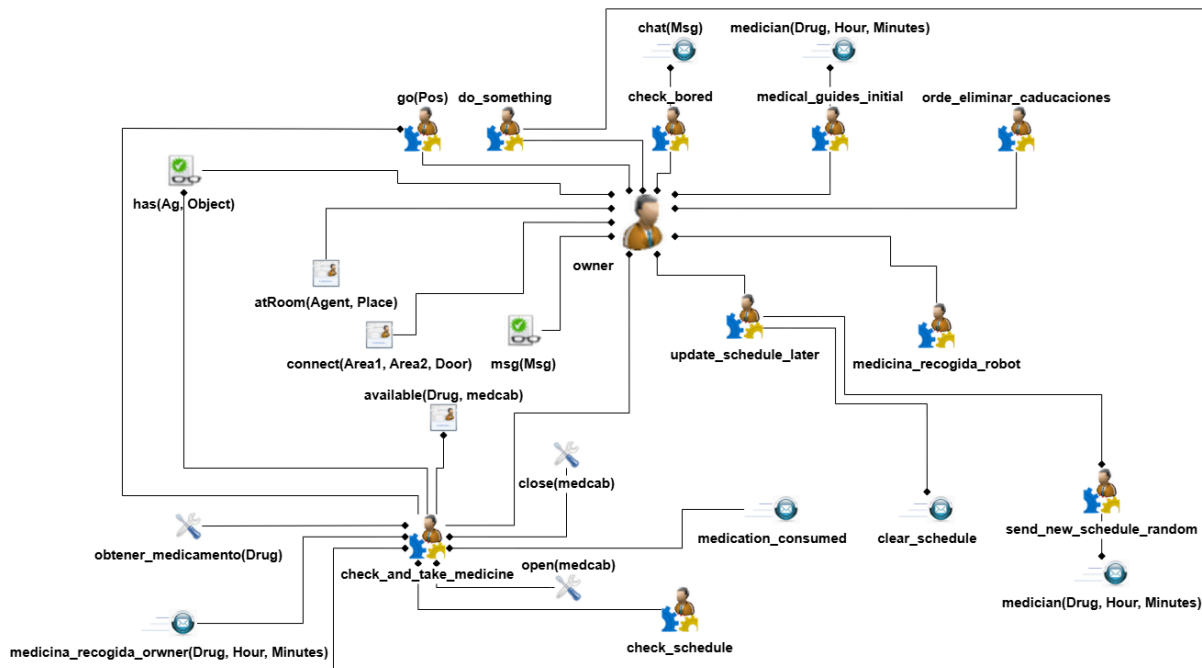 chat(Msg)
medician(Drug, Hour, Minutes)
go(Pos)
do_something
check_bored
medical_guides_initial
orde_eliminar_caducaciones
has(Ag, Object)
owner
atRoom(Agent, Place)
connect(Area1, Area2, Door)
msg(Msg)
update_schedule_later
medicina_recogida_robot
available(Drug, medcab)
close(medcab)
obtener_medicamento(Drug)
check_and_take_medicine
open(medcab)
medication_consumed
clear_schedule
send_new_schedule_random
medician(Drug, Hour, Minutes)
medicina_recogida_orwner(Drug, Hour, Minutes)
check_schedule